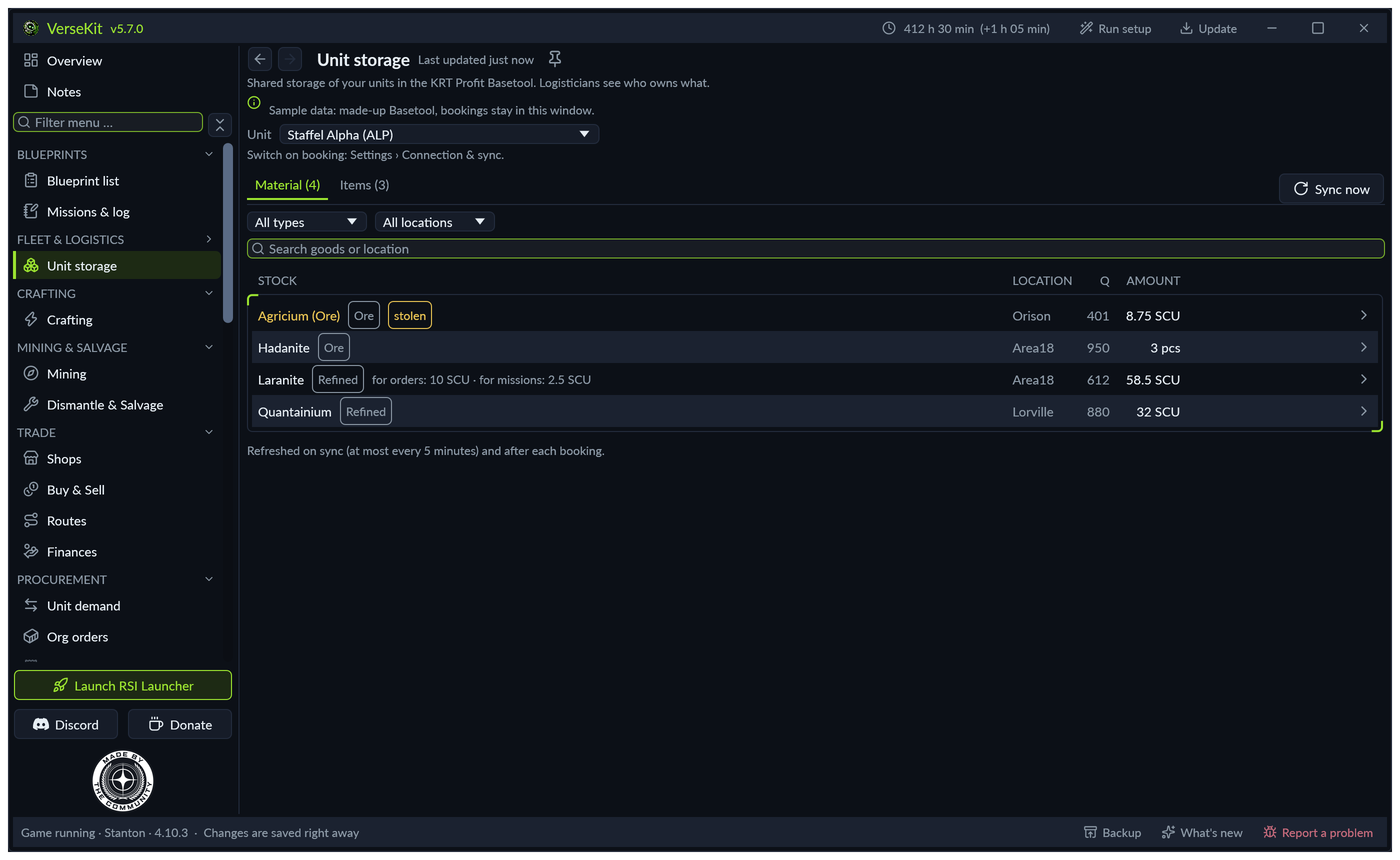 VerseKit v5.7.0
412 h 30 min (+1 h 05 min)
Run setup
Update
Overview
Notes
Filter menu ...
BLUEPRINTS
Blueprint list
Missions & log
FLEET & LOGISTICS
Unit storage
CRAFTING
Crafting
MINING & SALVAGE
Mining
Dismantle & Salvage
TRADE
Shops
Buy & Sell
Routes
Finances
PROCUREMENT
Unit demand
Org orders
Launch RSI Launcher
Discord
Donate
MADE BY THE COMMUNITY
Unit storage Last updated just now
Shared storage of your units in the KRT Profit Basetool. Logisticians see who owns what.
Sample data: made-up Basetool, bookings stay in this window.
Unit Staffel Alpha (ALP)
Switch on booking: Settings › Connection & sync.
Material (4) Items (3)
Sync now
All types All locations
Search goods or location
STOCK LOCATION Q AMOUNT
Agricium (Ore) Ore stolen Orison 401 8.75 SCU
Hadanite Ore Area18 950 3 pcs
Laranite Refined for orders: 10 SCU · for missions: 2.5 SCU Area18 612 58.5 SCU
Quantainium Refined Lorville 880 32 SCU
Refreshed on sync (at most every 5 minutes) and after each booking.
Game running · Stanton · 4.10.3 · Changes are saved right away
Backup
What's new
Report a problem